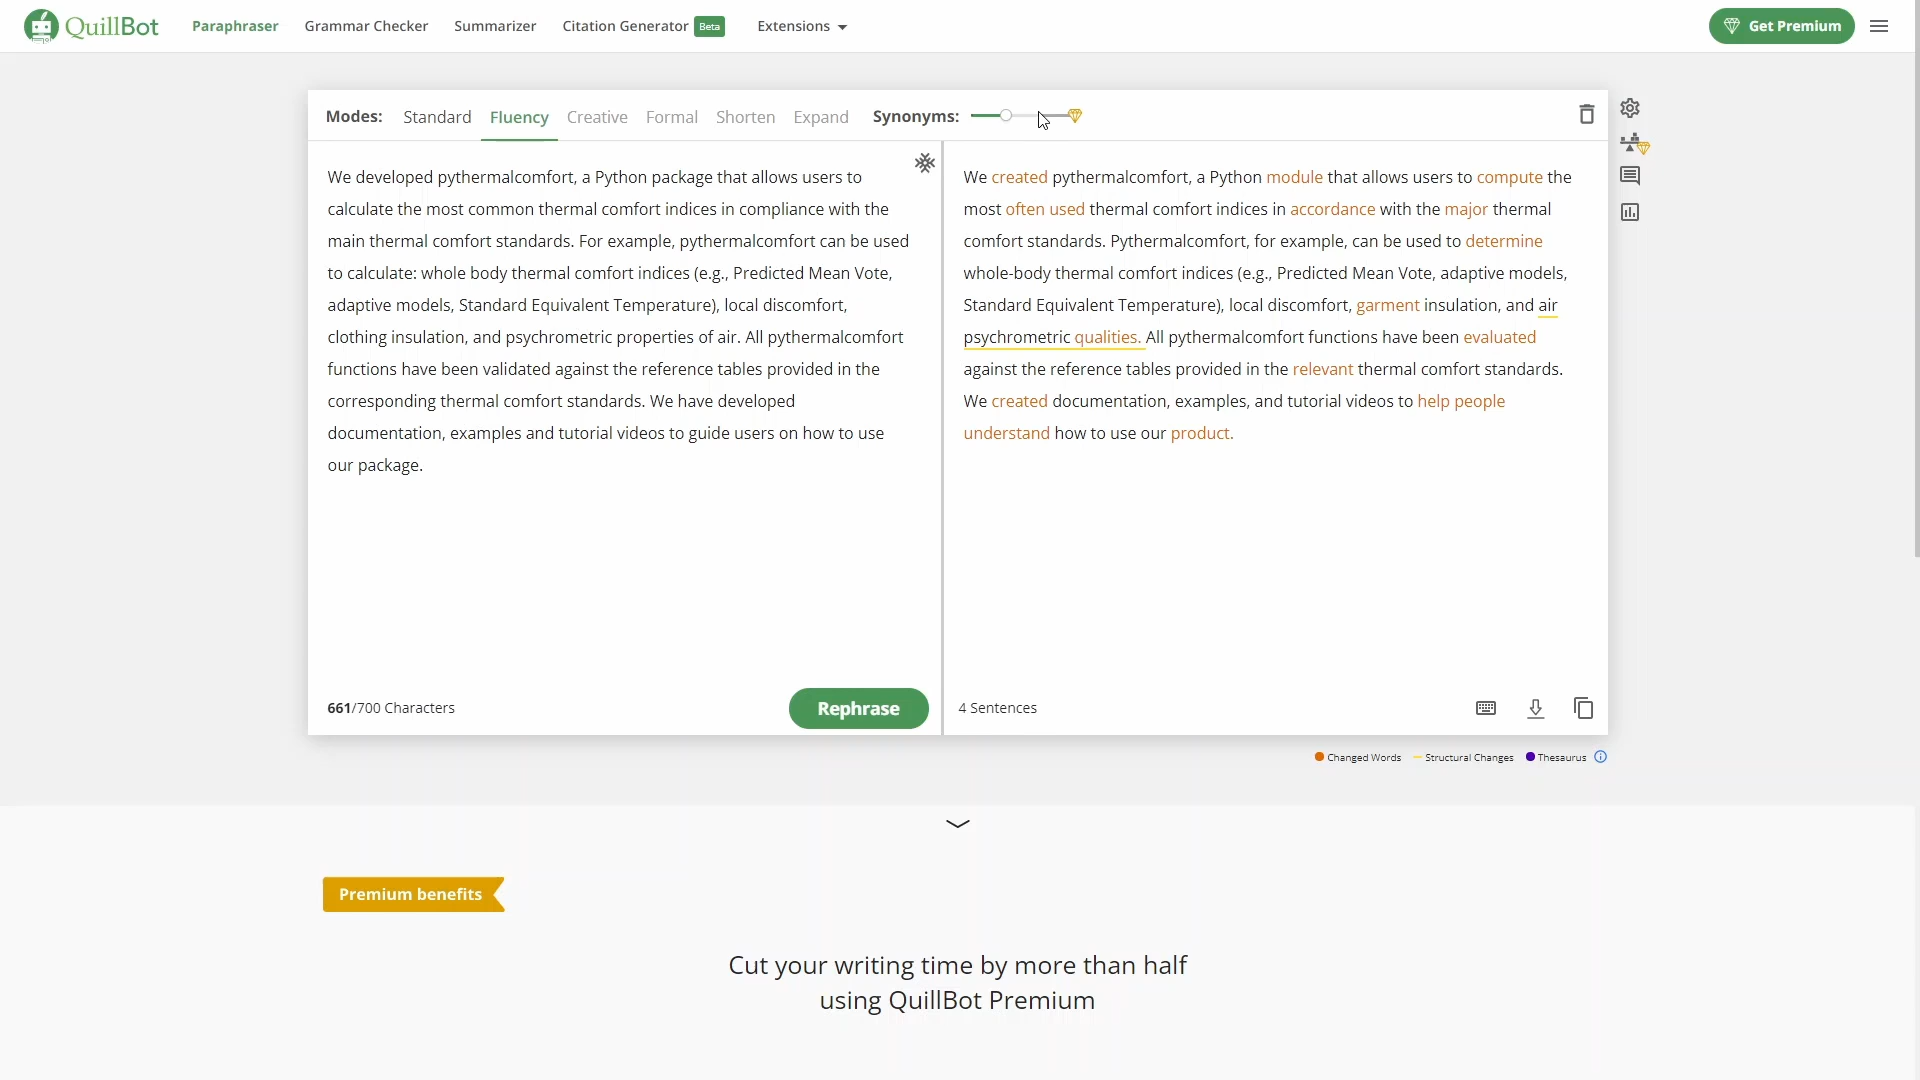 QuillBot Paraphraser Grammar Checker Summarizer Citation Generator Beta Extensions Get Premium
Modes: Standard Fluency Creative Formal Shorten Expand Synonyms:
We developed pythermalcomfort, a Python package that allows users to
calculate the most common thermal comfort indices in compliance with the
main thermal comfort standards. For example, pythermalcomfort can be used
to calculate: whole body thermal comfort indices (e.g., Predicted Mean Vote,
adaptive models, Standard Equivalent Temperature), local discomfort,
clothing insulation, and psychrometric properties of air. All pythermalcomfort
functions have been validated against the reference tables provided in the
corresponding thermal comfort standards. We have developed
documentation, examples and tutorial videos to guide users on how to use
our package.
661/700 Characters
Rephrase
We created pythermalcomfort, a Python module that allows users to compute the
most often used thermal comfort indices in accordance with the major thermal
comfort standards. Pythermalcomfort, for example, can be used to determine
whole-body thermal comfort indices (e.g., Predicted Mean Vote, adaptive models,
Standard Equivalent Temperature), local discomfort, garment insulation, and air
psychrometric qualities. All pythermalcomfort functions have been evaluated
against the reference tables provided in the relevant thermal comfort standards.
We created documentation, examples, and tutorial videos to help people
understand how to use our product.
4 Sentences
Changed Words Structural Changes Thesaurus
Premium benefits
Cut your writing time by more than half
using QuillBot Premium